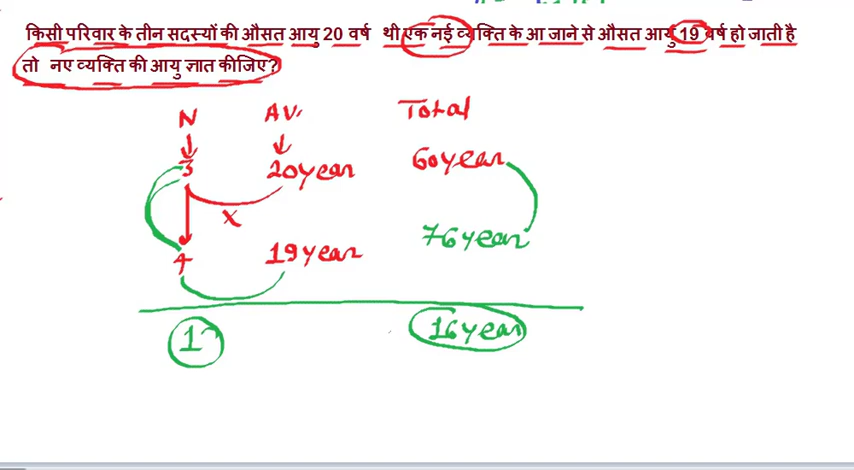 किसी परिवार के तीन सदस्यों की औसत आयु 20 वर्ष थी एक नई व्यक्ति के आ जाने से औसत आयु 19 वर्ष हो जाती है
तो नए व्यक्ति की आयु ज्ञात कीजिए?
N AV. Total
3 20year 60year
x
4 19year 76year
1 16year